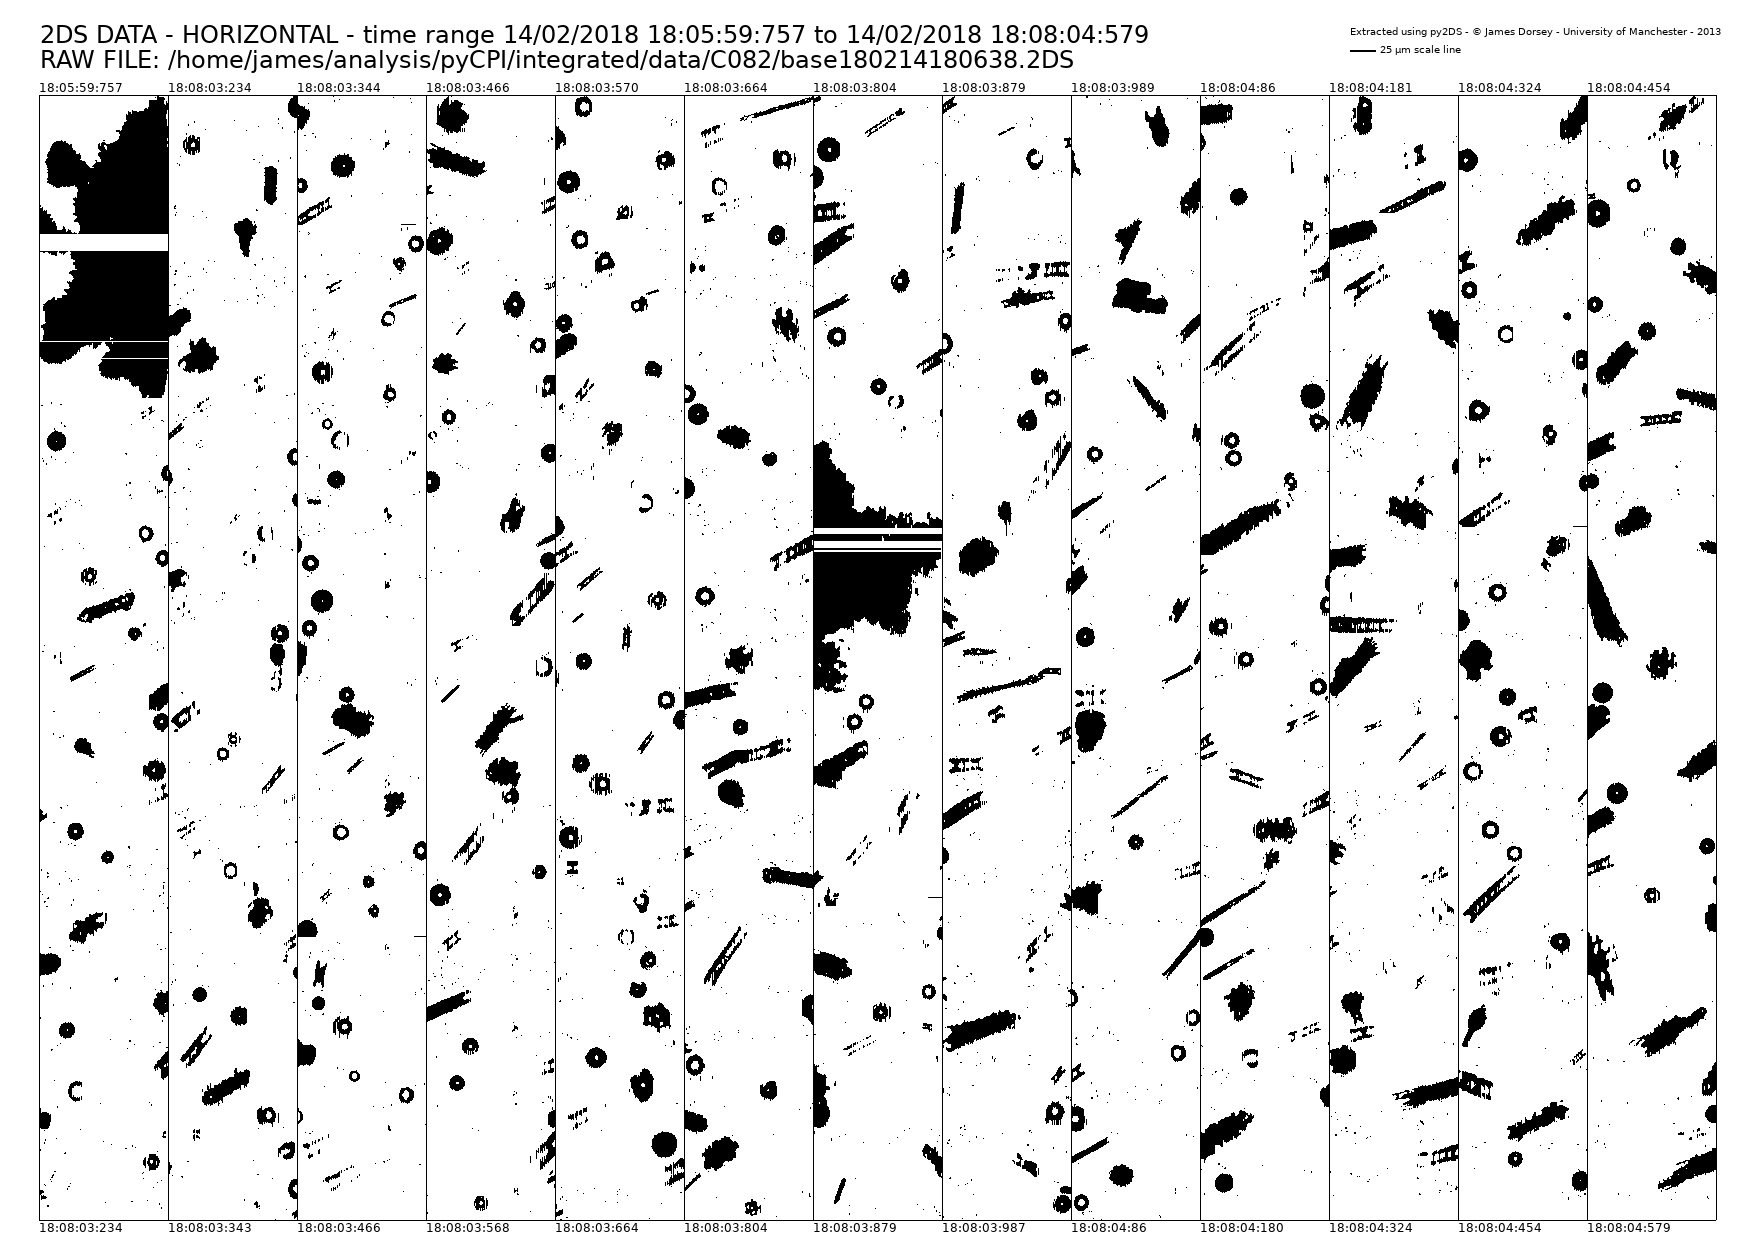 2DS DATA - HORIZONTAL - time range 14/02/2018 18:05:59:757 to 14/02/2018 18:08:04:579
RAW FILE: /home/james/analysis/pyCPI/integrated/data/C082/base180214180638.2DS
Extracted using py2DS - © James Dorsey - University of Manchester - 2013
25 μm scale line
18:05:59:757 18:08:03:234 18:08:03:344 18:08:03:466 18:08:03:570 18:08:03:664 18:08:03:804 18:08:03:879 18:08:03:989 18:08:04:86 18:08:04:181 18:08:04:324 18:08:04:454
18:08:03:234 18:08:03:343 18:08:03:466 18:08:03:568 18:08:03:664 18:08:03:804 18:08:03:879 18:08:03:987 18:08:04:86 18:08:04:180 18:08:04:324 18:08:04:454 18:08:04:579